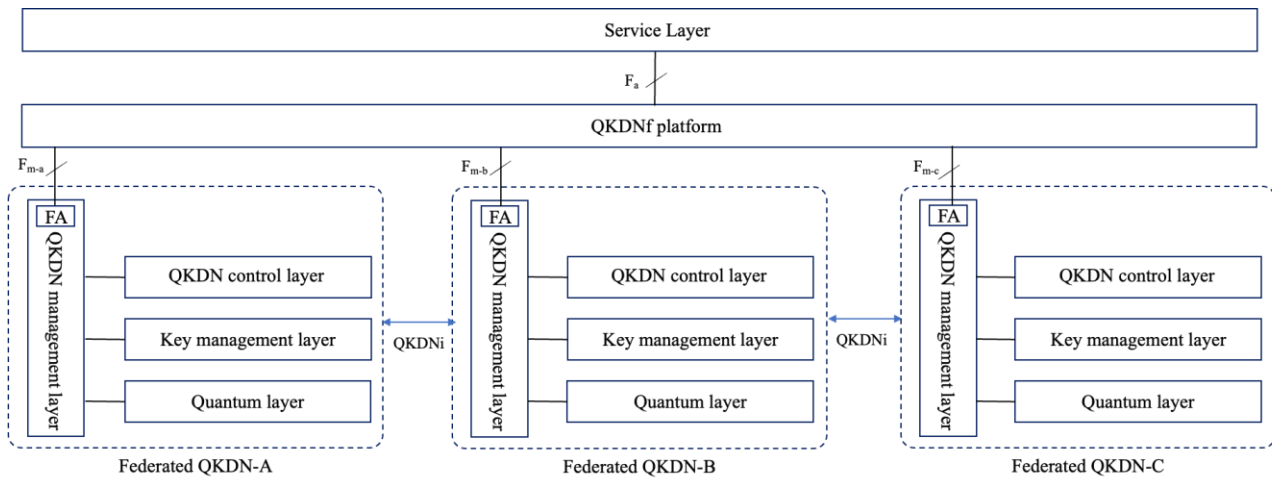 Service Layer
Fa
QKDNf platform
Fm-a
Fm-b
Fm-c
FA
QKDN management layer
QKDN control layer
Key management layer
Quantum layer
QKDNi
FA
QKDN management layer
QKDN control layer
Key management layer
Quantum layer
QKDNi
FA
QKDN management layer
QKDN control layer
Key management layer
Quantum layer
Federated QKDN-A
Federated QKDN-B
Federated QKDN-C